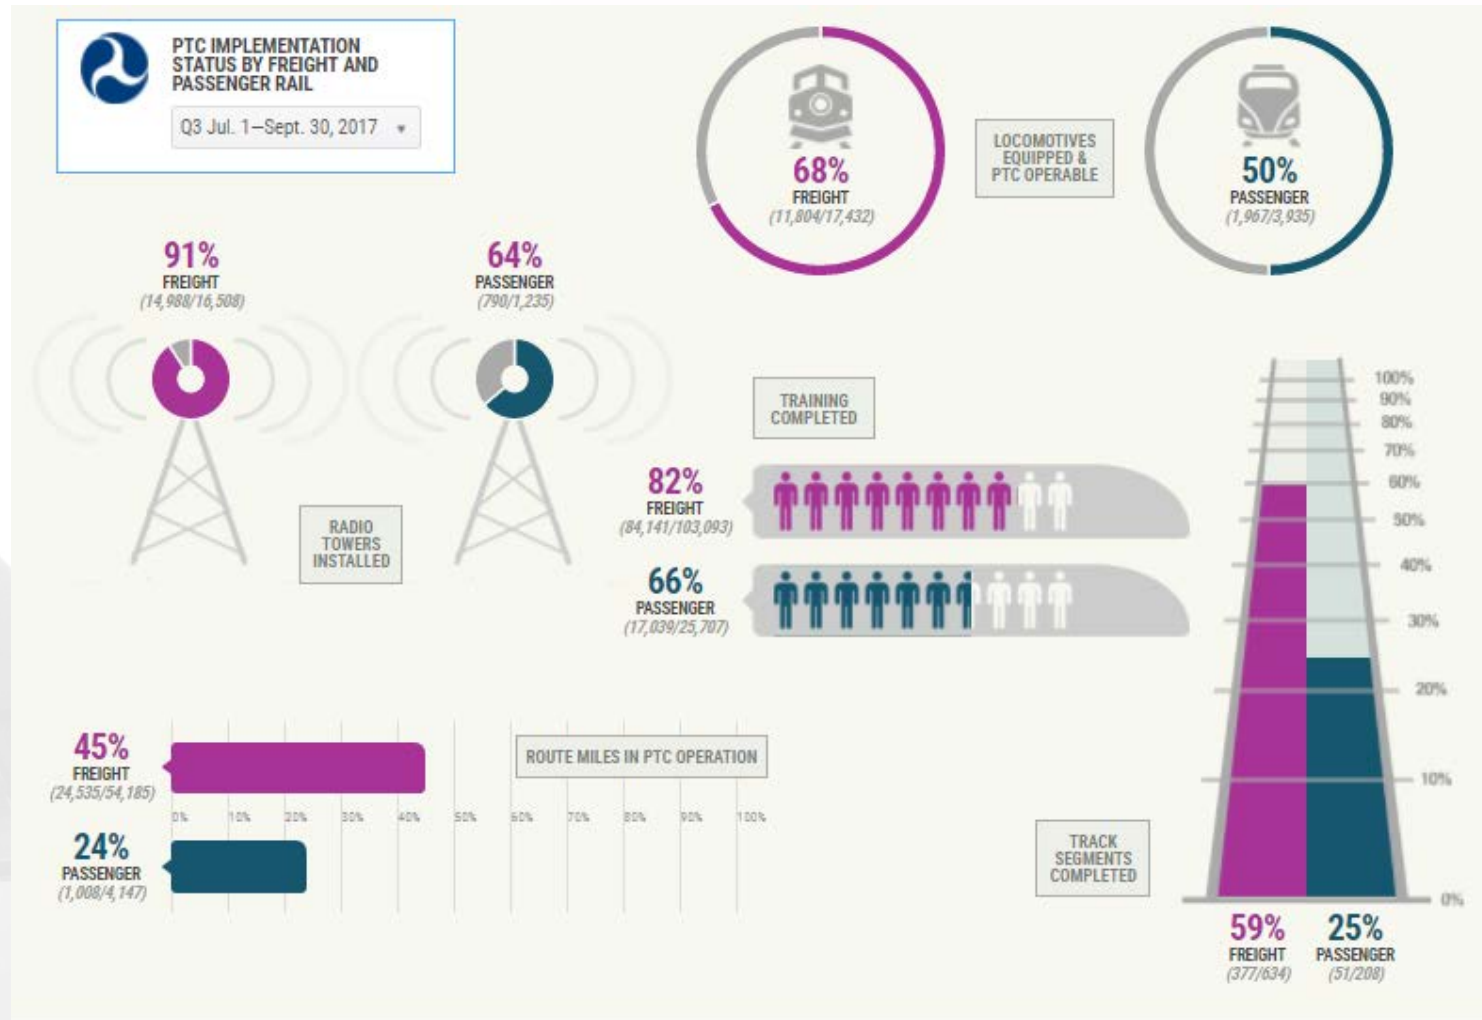 PTC IMPLEMENTATION
STATUS BY FREIGHT AND
PASSENGER RAIL
Q3 Jul. 1–Sept. 30, 2017
68%
FREIGHT
(11,804/17,432)
LOCOMOTIVES
EQUIPPED &
PTC OPERABLE
50%
PASSENGER
(1,967/3,935)
91%
FREIGHT
(14,988/16,508)
64%
PASSENGER
(790/1,235)
RADIO
TOWERS
INSTALLED
TRAINING
COMPLETED
82%
FREIGHT
(84,141/103,093)
66%
PASSENGER
(17,039/25,707)
100%
90%
80%
70%
60%
50%
40%
30%
20%
10%
0%
TRACK
SEGMENTS
COMPLETED
59%
FREIGHT
(377/634)
25%
PASSENGER
(51/208)
ROUTE MILES IN PTC OPERATION
45%
FREIGHT
(24,535/54,185)
0% 10% 20% 30% 40% 50% 60% 70% 80% 90% 100%
24%
PASSENGER
(1,008/4,147)